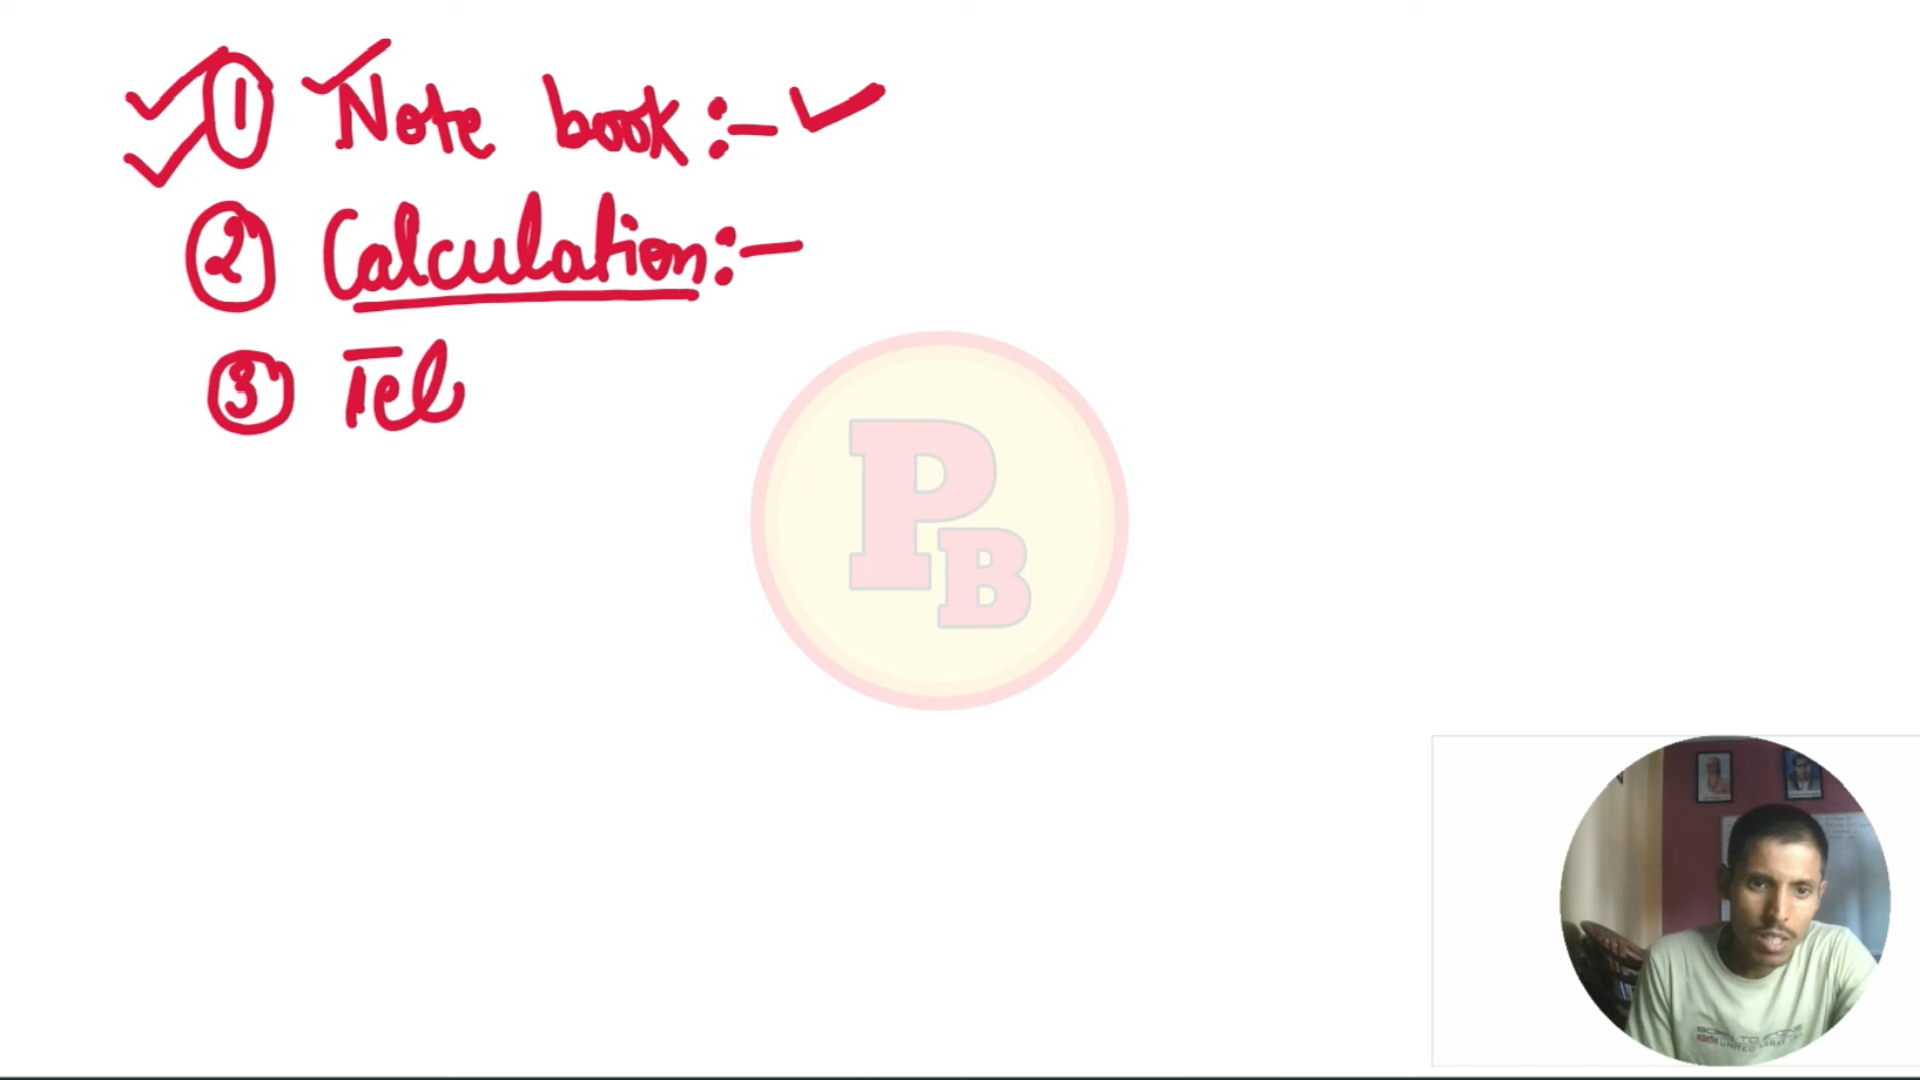 ① Note book:-
② Calculation:-
③ Tel
PB